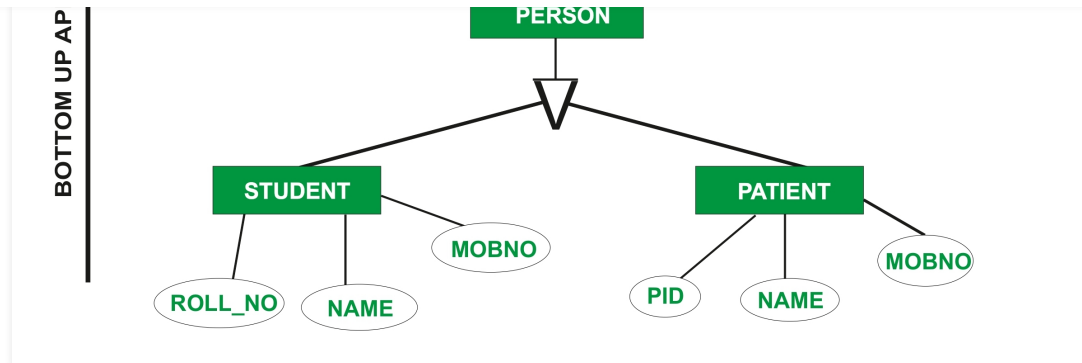 PERSON
BOTTOM UP AP
STUDENT
PATIENT
MOBNO
MOBNO
ROLL_NO
NAME
PID
NAME